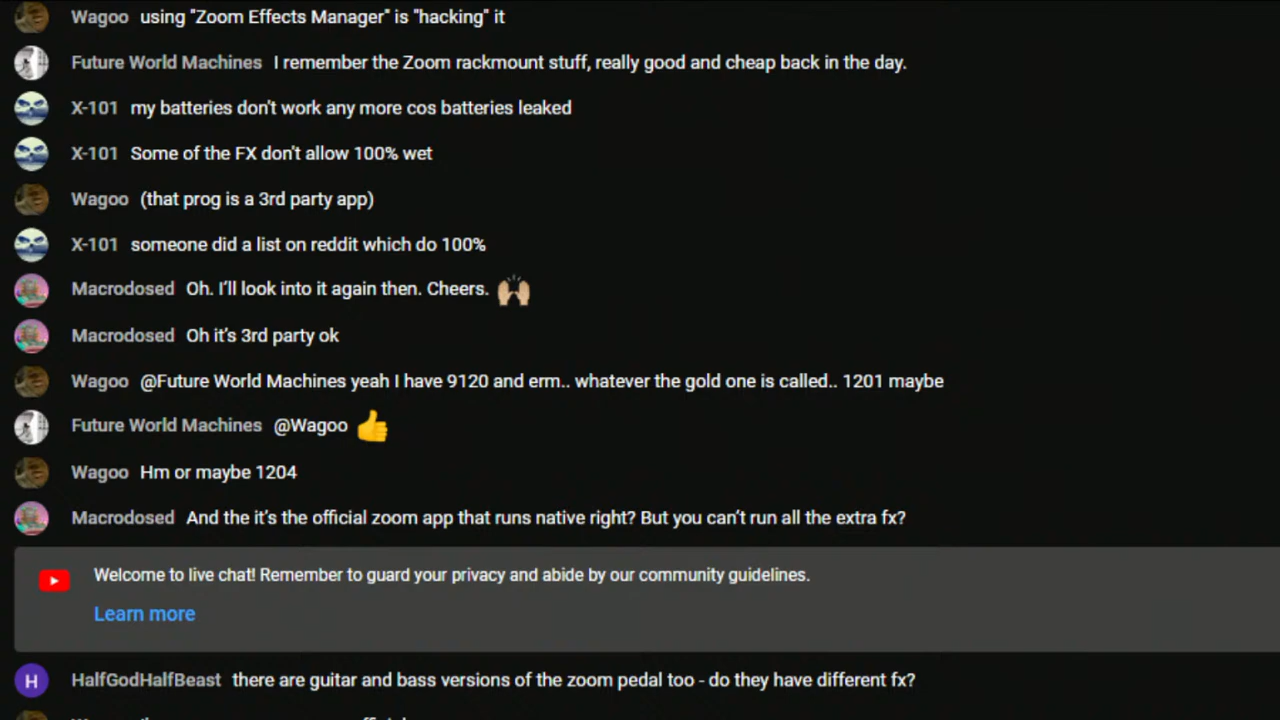 Wagoo using "Zoom Effects Manager" is "hacking" it
Future World Machines I remember the Zoom rackmount stuff, really good and cheap back in the day.
X-101 my batteries don't work any more cos batteries leaked
X-101 Some of the FX don't allow 100% wet
Wagoo (that prog is a 3rd party app)
X-101 someone did a list on reddit which do 100%
Macrodosed Oh. I'll look into it again then. Cheers.
Macrodosed Oh it's 3rd party ok
Wagoo @Future World Machines yeah I have 9120 and erm.. whatever the gold one is called.. 1201 maybe
Future World Machines @Wagoo
Wagoo Hm or maybe 1204
Macrodosed And the it's the official zoom app that runs native right? But you can't run all the extra fx?
Welcome to live chat! Remember to guard your privacy and abide by our community guidelines.
Learn more
H HalfGodHalfBeast there are guitar and bass versions of the zoom pedal too - do they have different fx?